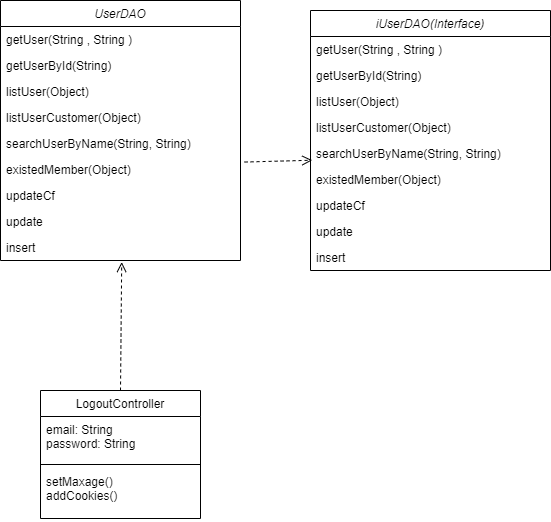 UserDAO
getUser(String , String )
getUserById(String)
listUser(Object)
listUserCustomer(Object)
searchUserByName(String, String)
existedMember(Object)
updateCf
update
insert
iUserDAO(Interface)
getUser(String , String )
getUserById(String)
listUser(Object)
listUserCustomer(Object)
searchUserByName(String, String)
existedMember(Object)
updateCf
update
insert
LogoutController
email: String
password: String
setMaxage()
addCookies()